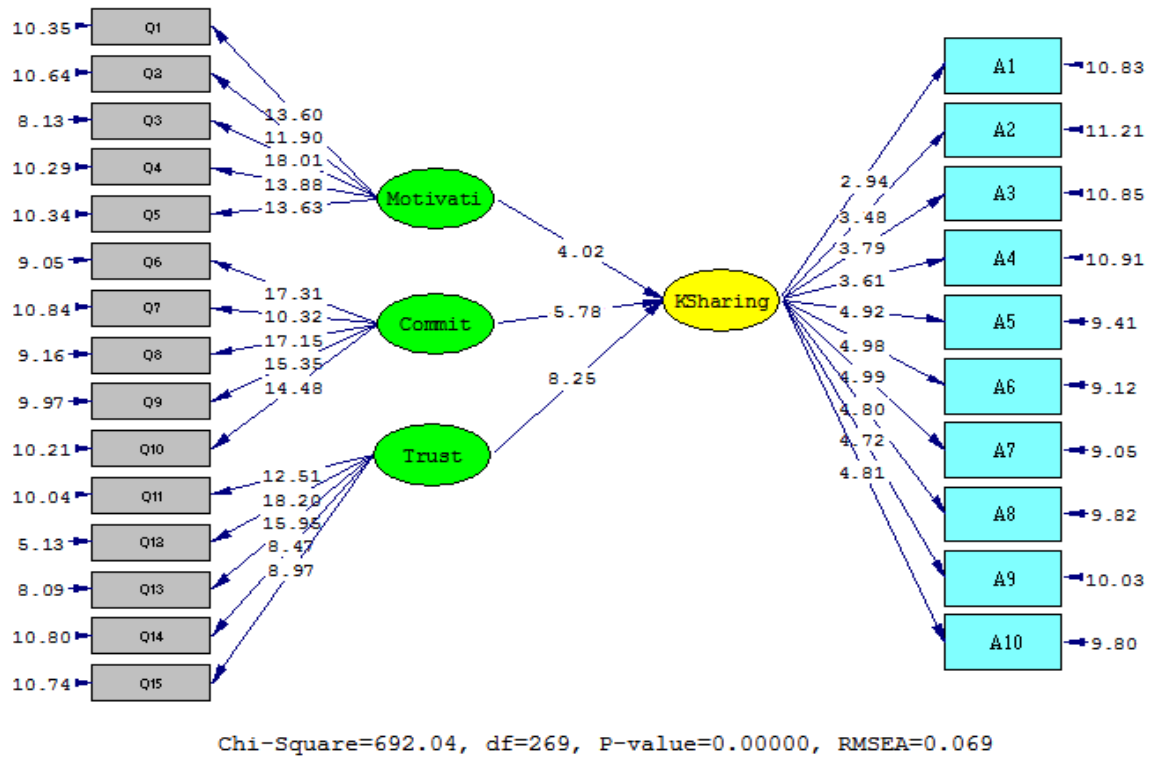 10.35 Q1
10.64 Q2
8.13 Q3
10.29 Q4
10.34 Q5
9.05 Q6
10.84 Q7
9.16 Q8
9.97 Q9
10.21 Q10
10.04 Q11
5.13 Q12
8.09 Q13
10.80 Q14
10.74 Q15
13.60
11.90
18.01
13.88
13.63
17.31
10.32
17.15
15.35
14.48
12.51
18.20
15.95
8.47
8.97
Motivati
Commit
Trust
4.02
5.78
8.25
KSharing
2.94
3.48
3.79
3.61
4.92
4.98
4.99
4.80
4.72
4.81
A1 10.83
A2 11.21
A3 10.85
A4 10.91
A5 9.41
A6 9.12
A7 9.05
A8 9.82
A9 10.03
A10 9.80
Chi-Square=692.04, df=269, P-value=0.00000, RMSEA=0.069